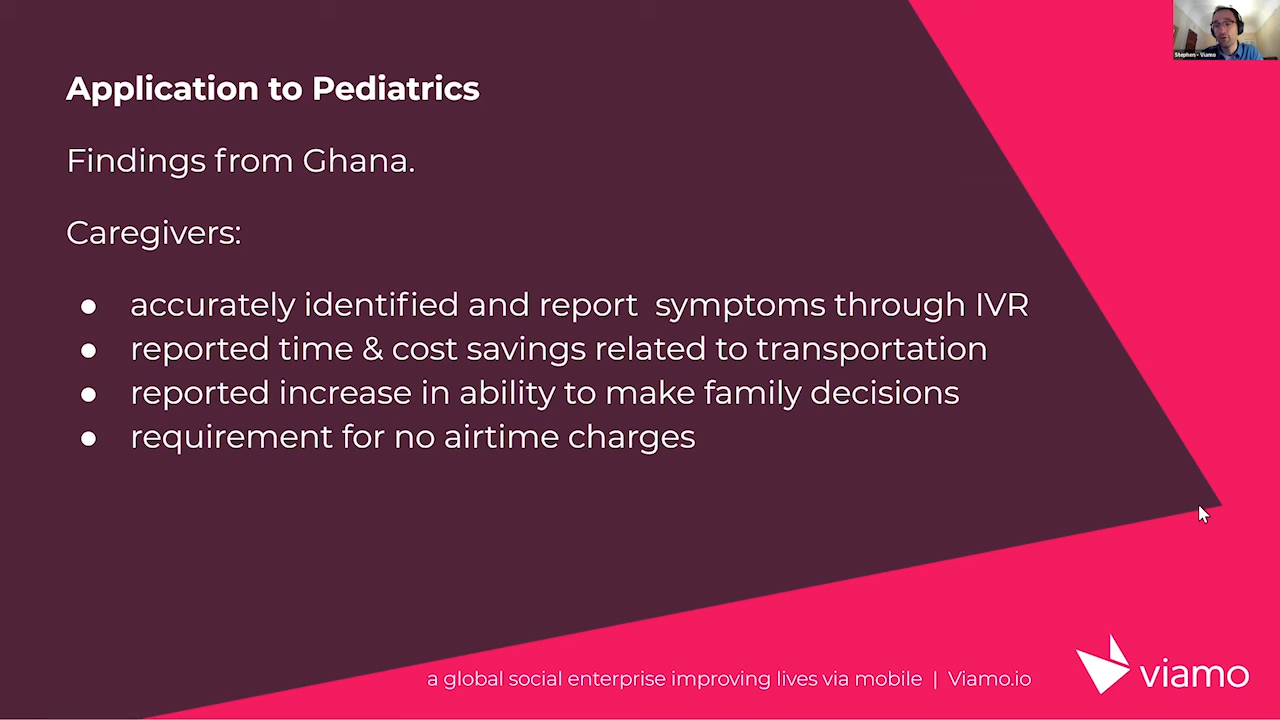 Stephen - Viamo
Application to Pediatrics
Findings from Ghana.
Caregivers:
● accurately identified and report  symptoms through IVR
● reported time & cost savings related to transportation
● reported increase in ability to make family decisions
● requirement for no airtime charges
a global social enterprise improving lives via mobile | Viamo.io
viamo